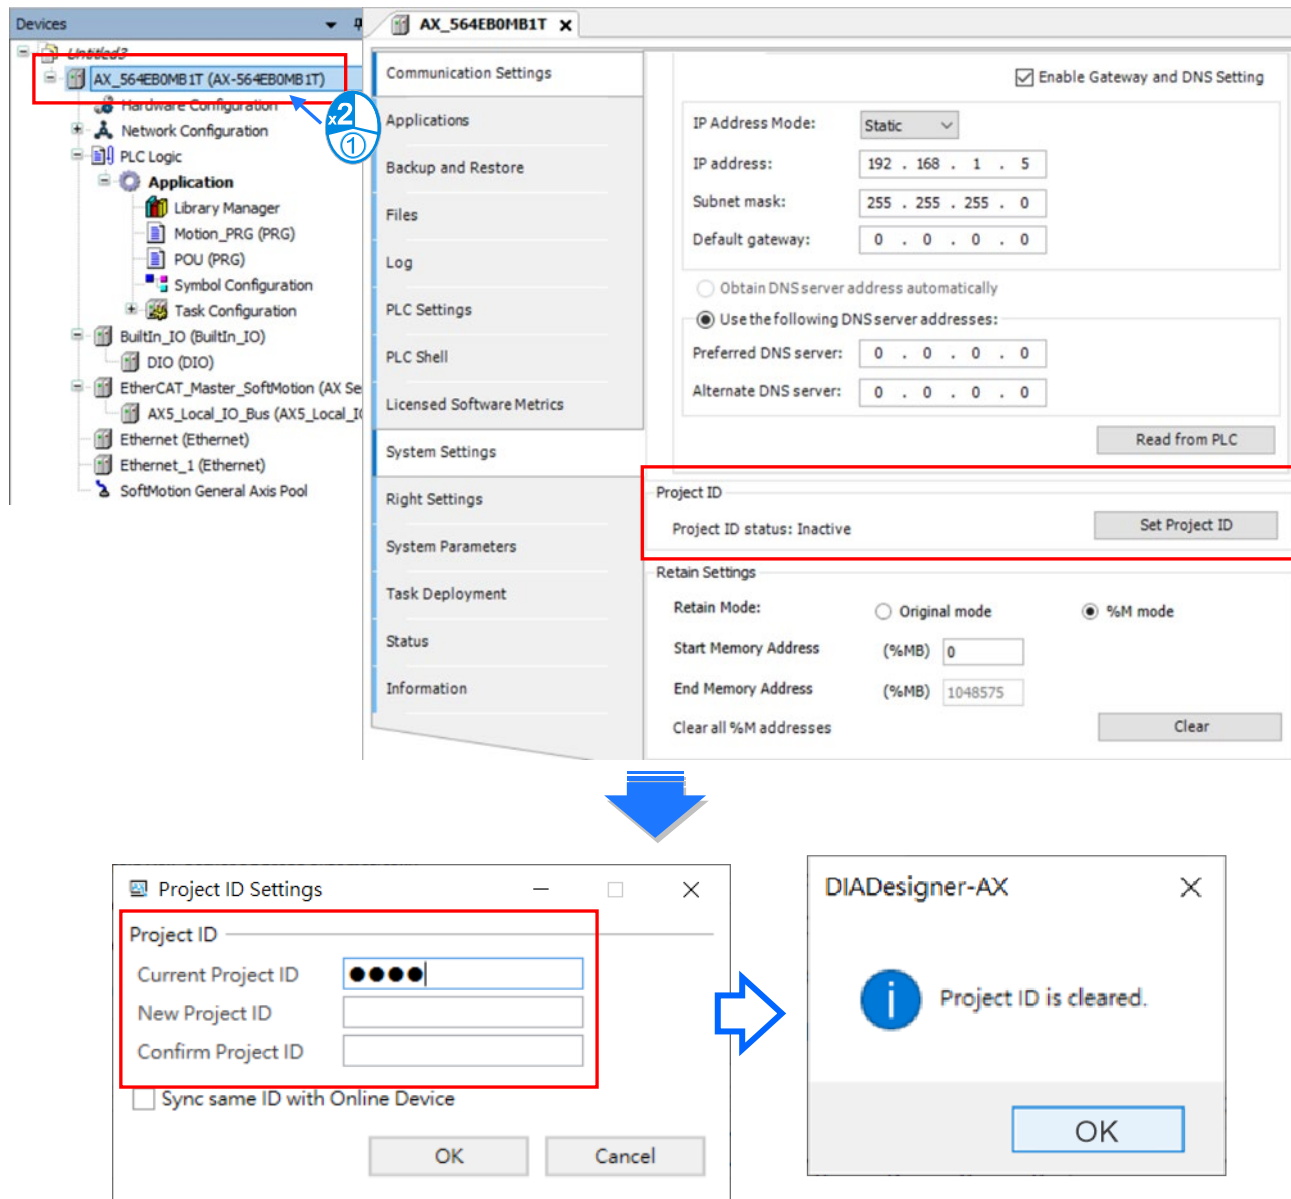 Devices
Untitled3
AX_564EB0MB1T (AX-564EB0MB1T)
Hardware Configuration
Network Configuration
PLC Logic
Application
Library Manager
Motion_PRG (PRG)
POU (PRG)
Symbol Configuration
Task Configuration
BuiltIn_IO (BuiltIn_IO)
DIO (DIO)
EtherCAT_Master_SoftMotion (AX Se
AX5_Local_IO_Bus (AX5_Local_I
Ethernet (Ethernet)
Ethernet_1 (Ethernet)
SoftMotion General Axis Pool
x2
1
AX_564EB0MB1T
Communication Settings
Applications
Backup and Restore
Files
Log
PLC Settings
PLC Shell
Licensed Software Metrics
System Settings
Right Settings
System Parameters
Task Deployment
Status
Information
Enable Gateway and DNS Setting
IP Address Mode: Static
IP address: 192 . 168 . 1 . 5
Subnet mask: 255 . 255 . 255 . 0
Default gateway: 0 . 0 . 0 . 0
Obtain DNS server address automatically
Use the following DNS server addresses:
Preferred DNS server: 0 . 0 . 0 . 0
Alternate DNS server: 0 . 0 . 0 . 0
Read from PLC
Project ID
Project ID status: Inactive Set Project ID
Retain Settings
Retain Mode: Original mode %M mode
Start Memory Address (%MB) 0
End Memory Address (%MB) 1048575
Clear all %M addresses Clear
Project ID Settings
Project ID
Current Project ID ●●●●
New Project ID
Confirm Project ID
Sync same ID with Online Device
OK Cancel
DIADesigner-AX
Project ID is cleared.
OK